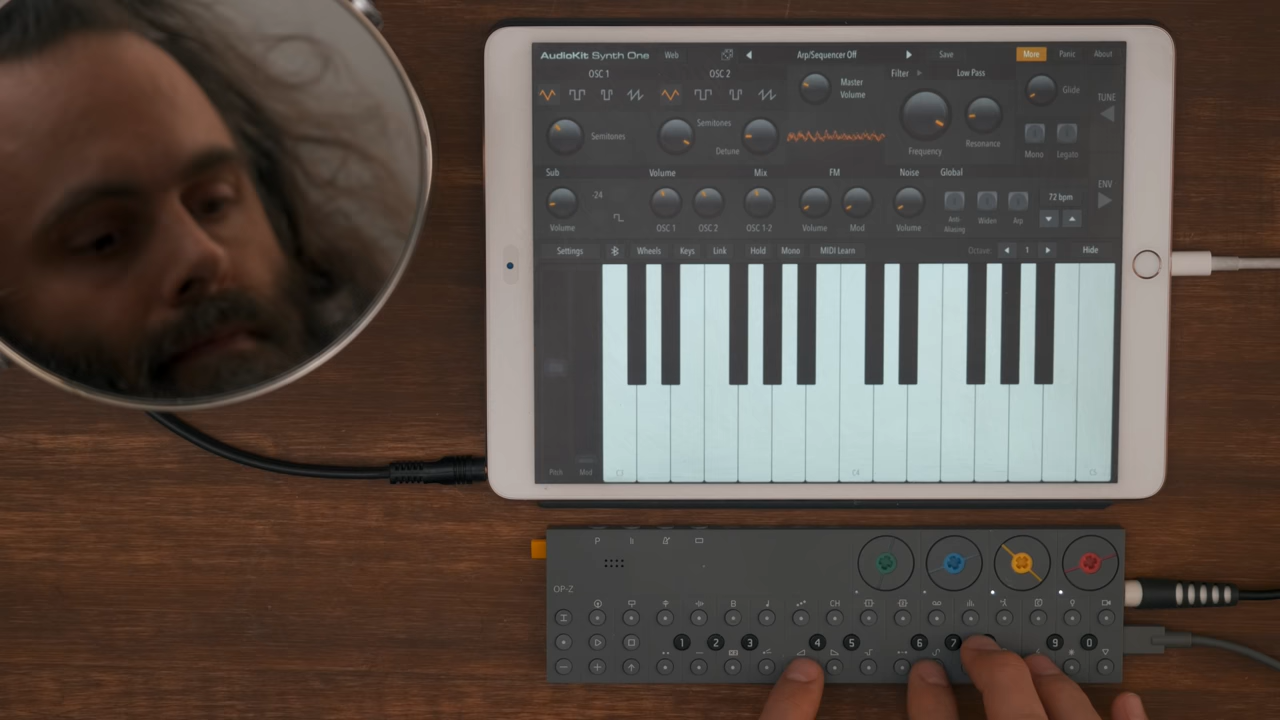 AudioKit Synth One Web Arp/Sequencer Off Save More Panic About
OSC 1 OSC 2 Master Volume Filter Low Pass Glide TUNE
Semitones Semitones Detune Frequency Resonance Mono Legato
Sub Volume Mix FM Noise Global ENV
-24 72 bpm
Volume OSC 1 OSC 2 OSC 1-2 Volume Mod Volume Anti-Aliasing Widen Arp
Settings Wheels Keys Link Hold Mono MIDI Learn Octave: 1 Hide
Pitch Mod C3 C4 C5
P
OP-Z
B CH
1 2 3 4 5 6 7 9 0